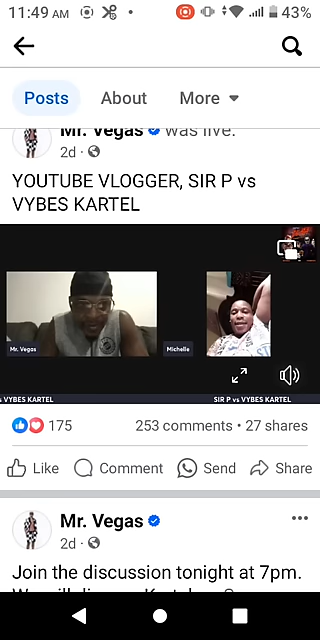 11:49 AM
43%
Posts
About
More
Mr. Vegas was live.
2d
YOUTUBE VLOGGER, SIR P vs
VYBES KARTEL
Mr. Vegas
Michelle
VYBES KARTEL
SIR P vs VYBES KARTEL
175
253 comments • 27 shares
Like
Comment
Send
Share
Mr. Vegas
2d
Join the discussion tonight at 7pm.